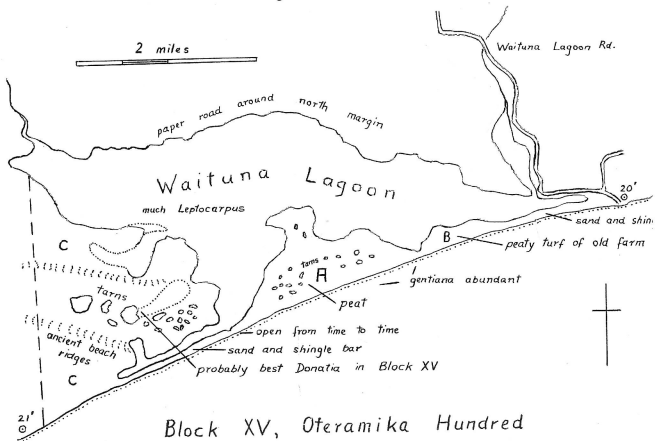 2 miles
Waituna Lagoon Rd.
paper road around north margin
Waituna Lagoon
much Leptocarpus
20'
sand and shin
C
B
peaty turf of old farm
tarns
A
gentiana abundant
tarns
peat
open from time to time
ancient beach
ridges
sand and shingle bar
probably best Donatia in Block XV
C
21'
Block XV, Oteramika Hundred